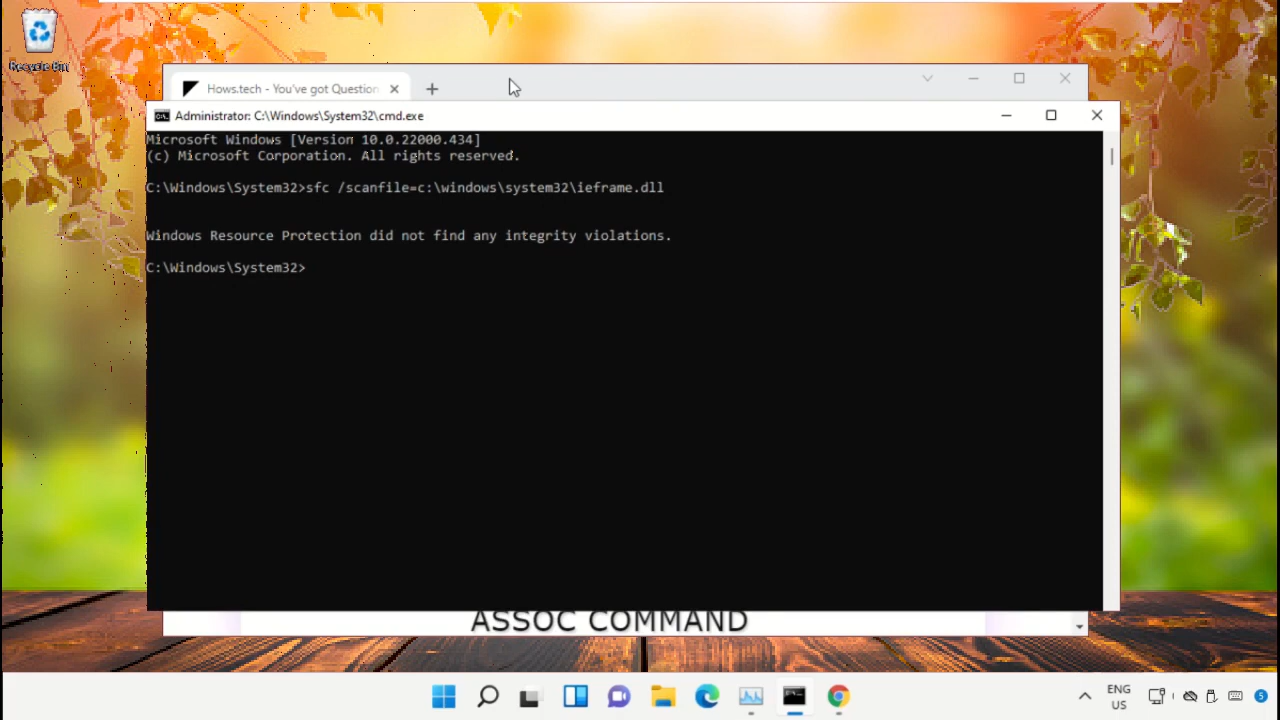 Recycle Bin
Hows.tech - You've got Question
Administrator: C:\Windows\System32\cmd.exe
Microsoft Windows [Version 10.0.22000.434]
(c) Microsoft Corporation. All rights reserved.
C:\Windows\System32>sfc /scanfile=c:\windows\system32\ieframe.dll
Windows Resource Protection did not find any integrity violations.
C:\Windows\System32>
ASSOC COMMAND
ENG
US
5